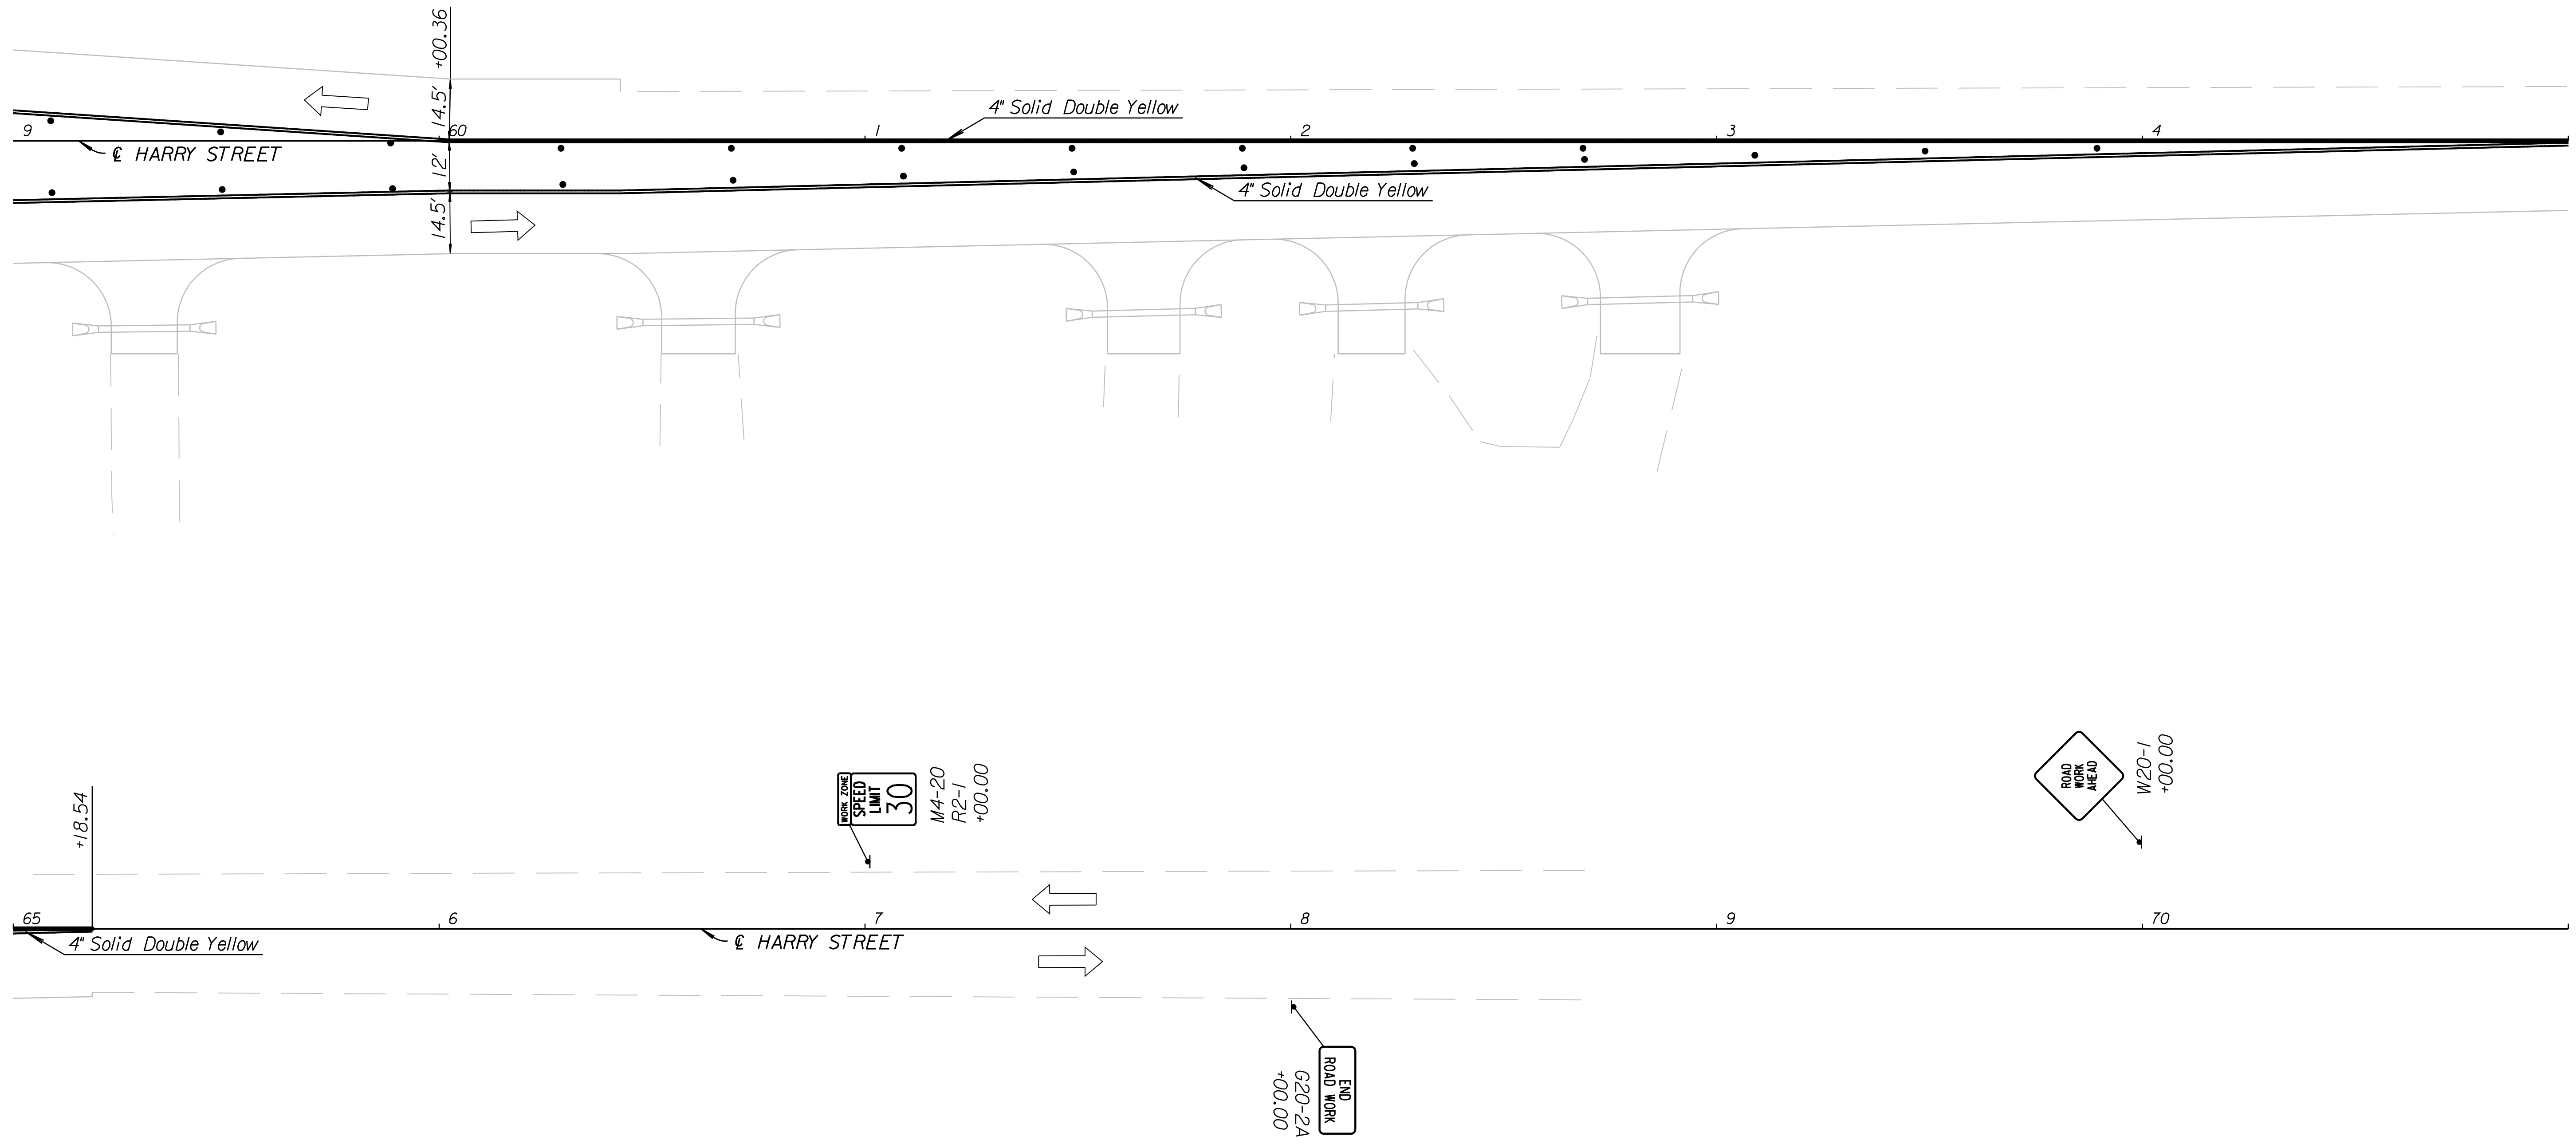 +00.36
14.5'
4" Solid Double Yellow
9
60
1
2
3
4
℄ HARRY STREET
12'
4" Solid Double Yellow
14.5'
ROAD
WORK
AHEAD
W20-1
+00.00
WORK ZONE
SPEED
LIMIT
30
M4-20
R2-1
+00.00
+18.54
65
6
7
8
9
70
4" Solid Double Yellow
℄ HARRY STREET
END
ROAD WORK
G20-2A
+00.00